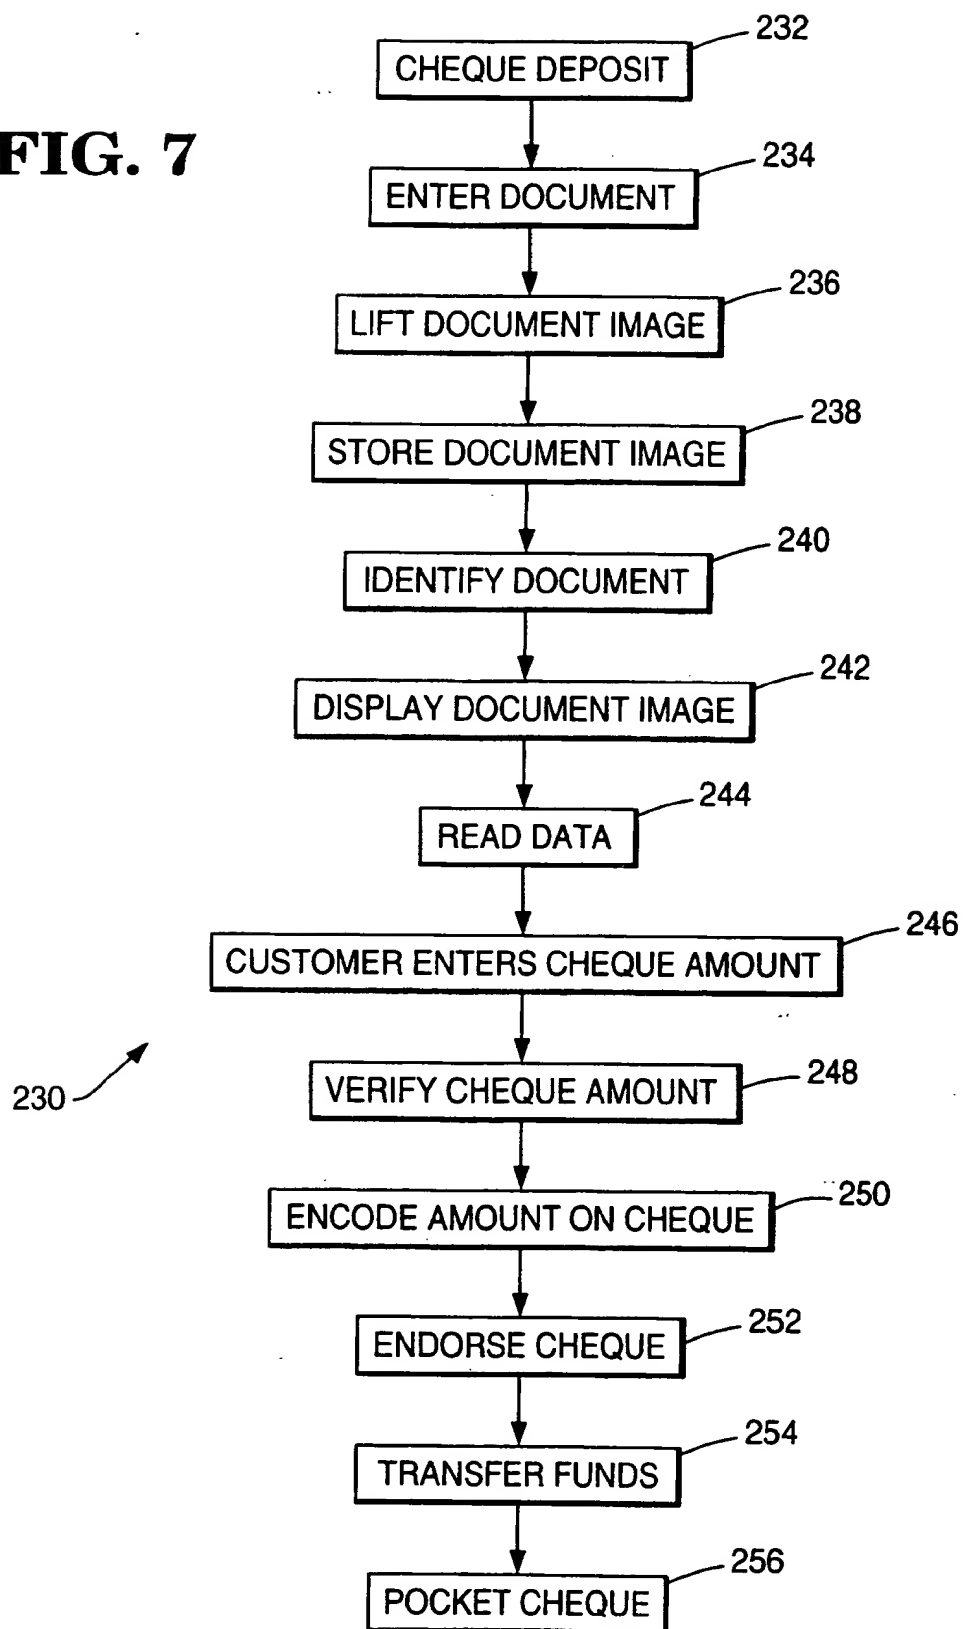 232
CHEQUE DEPOSIT
FIG. 7
234
ENTER DOCUMENT
236
LIFT DOCUMENT IMAGE
238
STORE DOCUMENT IMAGE
240
IDENTIFY DOCUMENT
242
DISPLAY DOCUMENT IMAGE
244
READ DATA
246
CUSTOMER ENTERS CHEQUE AMOUNT
230
248
VERIFY CHEQUE AMOUNT
250
ENCODE AMOUNT ON CHEQUE
252
ENDORSE CHEQUE
254
TRANSFER FUNDS
256
POCKET CHEQUE